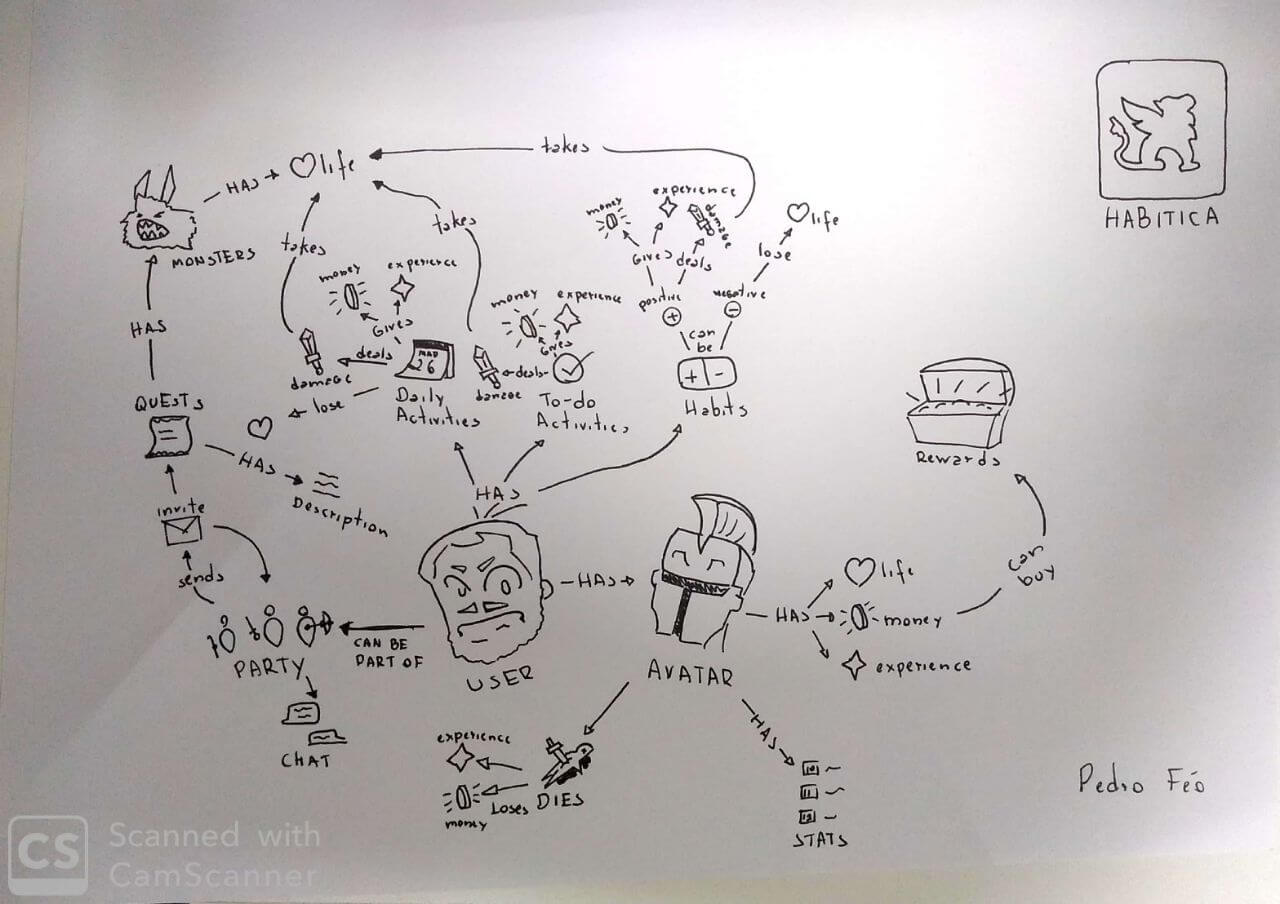 HABITICA
takes
life
HAS
MONSTERS
takes
takes
money
experience
Gives
deals
damage
lose
26
Daily
Activities
money
experience
Gives
deals
damage
To-do
Activities
money
experience
damage
Gives
deals
positive
+
negative
-
lose
life
can
be
+ -
Habits
HAS
QUESTS
HAS
Description
invite
sends
PARTY
CHAT
CAN BE
PART OF
HAS
USER
HAS
AVATAR
HAS
life
money
experience
can
buy
Rewards
experience
money
Loses
DIES
HAS
10
11
STATS
Pedro Féo
CS
Scanned with
CamScanner